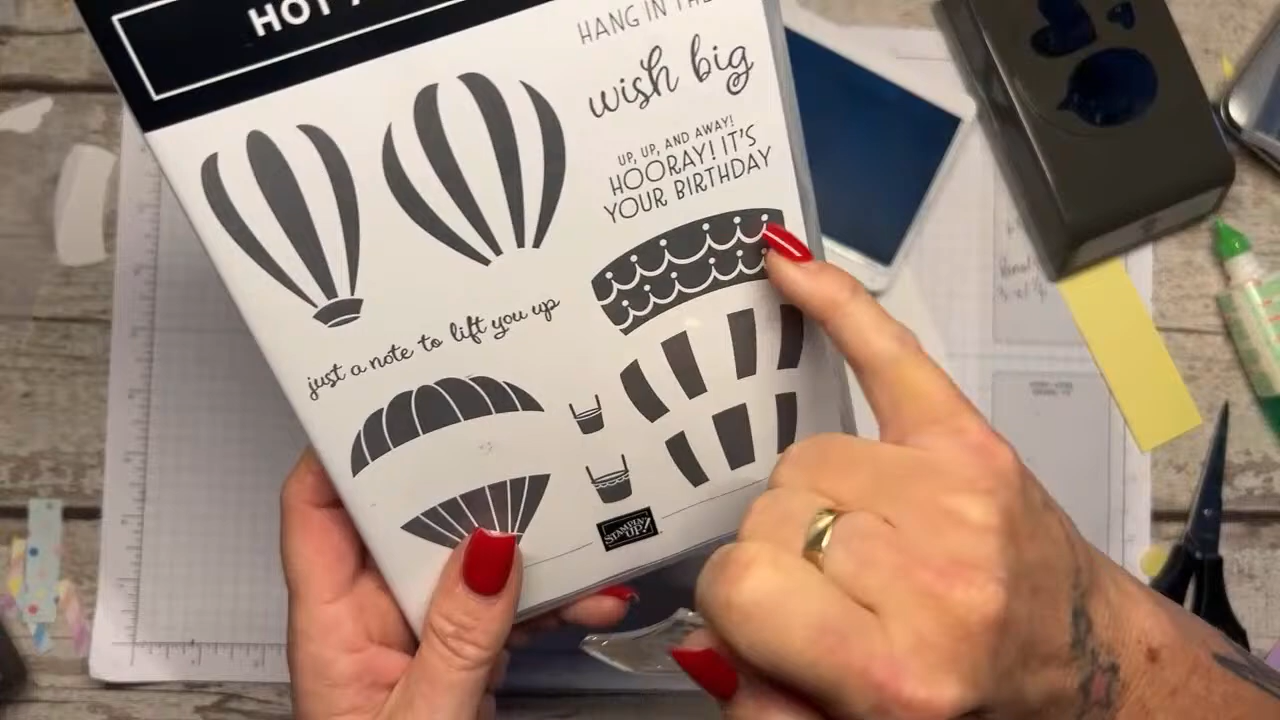 HOT
HANG IN THE
wish big
UP, UP, AND AWAY!
HOORAY! IT'S
YOUR BIRTHDAY
just a note to lift you up
STAMPIN'
UP!